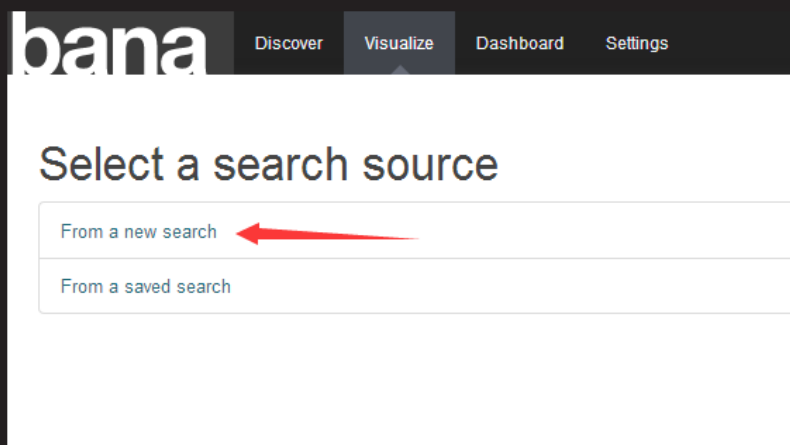 bana Discover Visualize Dashboard Settings
Select a search source
From a new search
From a saved search